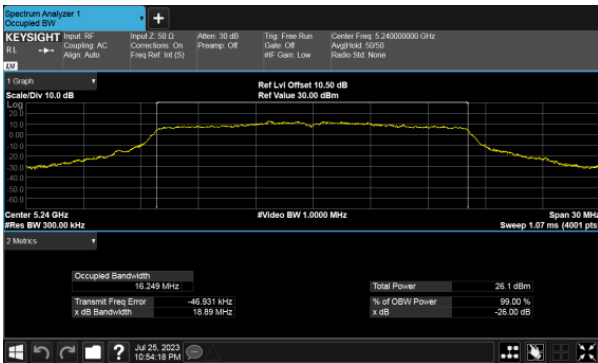 Spectrum Analyzer 1
Occupied BW
KEYSIGHT Input: RF Input Z: 50 Ω Atten: 30 dB Trig: Free Run Center Freq: 5.240000000 GHz
RL Coupling: AC Corrections: On Preamp: Off Gate: Off Avg|Hold: 50/50
Align: Auto Freq Ref: Int (S) #IF Gain: Low Radio Std: None
LXI
1 Graph
Scale/Div 10.0 dB Ref Lvl Offset 10.50 dB
Ref Value 30.00 dBm
Log
20.0
10.0
0.00
-10.0
-20.0
-30.0
-40.0
-50.0
-60.0
Center 5.24 GHz #Video BW 1.0000 MHz Span 30 MHz
#Res BW 300.00 kHz Sweep 1.07 ms (4001 pts
2 Metrics
Occupied Bandwidth
16.249 MHz Total Power 26.1 dBm
Transmit Freq Error -46.931 kHz % of OBW Power 99.00 %
x dB Bandwidth 18.89 MHz x dB -26.00 dB
? Jul 25, 2023
10:54:18 PM